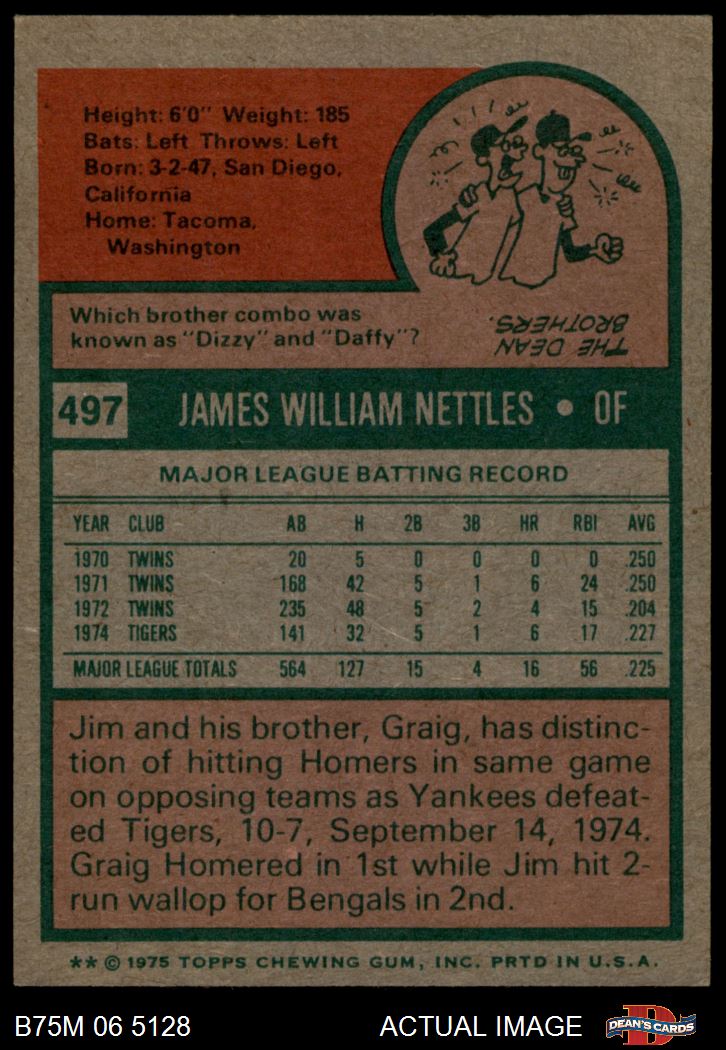 Height: 6'0" Weight: 185
Bats: Left Throws: Left
Born: 3-2-47, San Diego,
California
Home: Tacoma,
Washington
Which brother combo was
known as "Dizzy" and "Daffy"?
THE DEAN
BROTHERS.
497 JAMES WILLIAM NETTLES • OF
MAJOR LEAGUE BATTING RECORD
YEAR CLUB AB H 2B 3B HR RBI AVG
1970 TWINS 20 5 0 0 0 0 .250
1971 TWINS 168 42 5 1 6 24 .250
1972 TWINS 235 48 5 2 4 15 .204
1974 TIGERS 141 32 5 1 6 17 .227
MAJOR LEAGUE TOTALS 564 127 15 4 16 56 .225
Jim and his brother, Graig, has distinc-
tion of hitting Homers in same game
on opposing teams as Yankees defeat-
ed Tigers, 10-7, September 14, 1974.
Graig Homered in 1st while Jim hit 2-
run wallop for Bengals in 2nd.
** © 1975 TOPPS CHEWING GUM, INC. PRTD IN U.S.A.
B75M 06 5128 ACTUAL IMAGE D DEAN'S CARDS